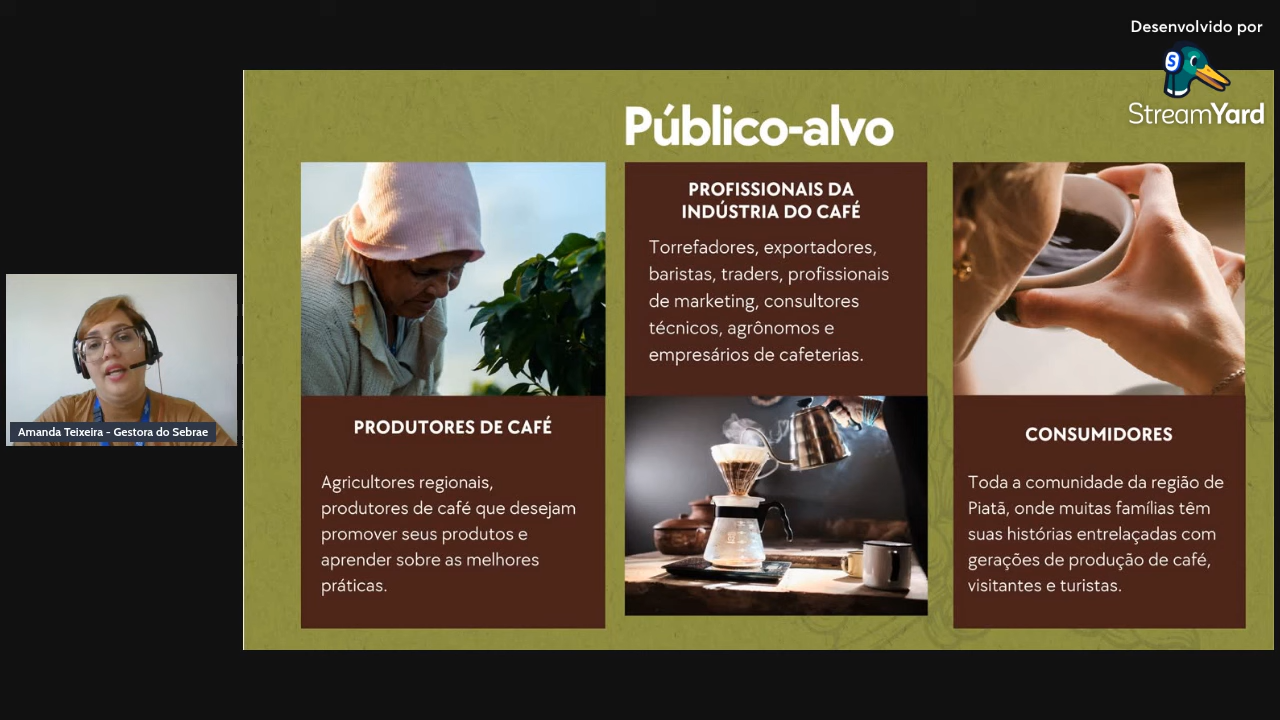 Desenvolvido por
StreamYard
Público-alvo
PRODUTORES DE CAFÉ
Agricultores regionais,
produtores de café que desejam
promover seus produtos e
aprender sobre as melhores
práticas.
PROFISSIONAIS DA
INDÚSTRIA DO CAFÉ
Torrefadores, exportadores,
baristas, traders, profissionais
de marketing, consultores
técnicos, agrônomos e
empresários de cafeterias.
CONSUMIDORES
Toda a comunidade da região de
Piatã, onde muitas famílias têm
suas histórias entrelaçadas com
gerações de produção de café,
visitantes e turistas.
Amanda Teixeira - Gestora do Sebrae